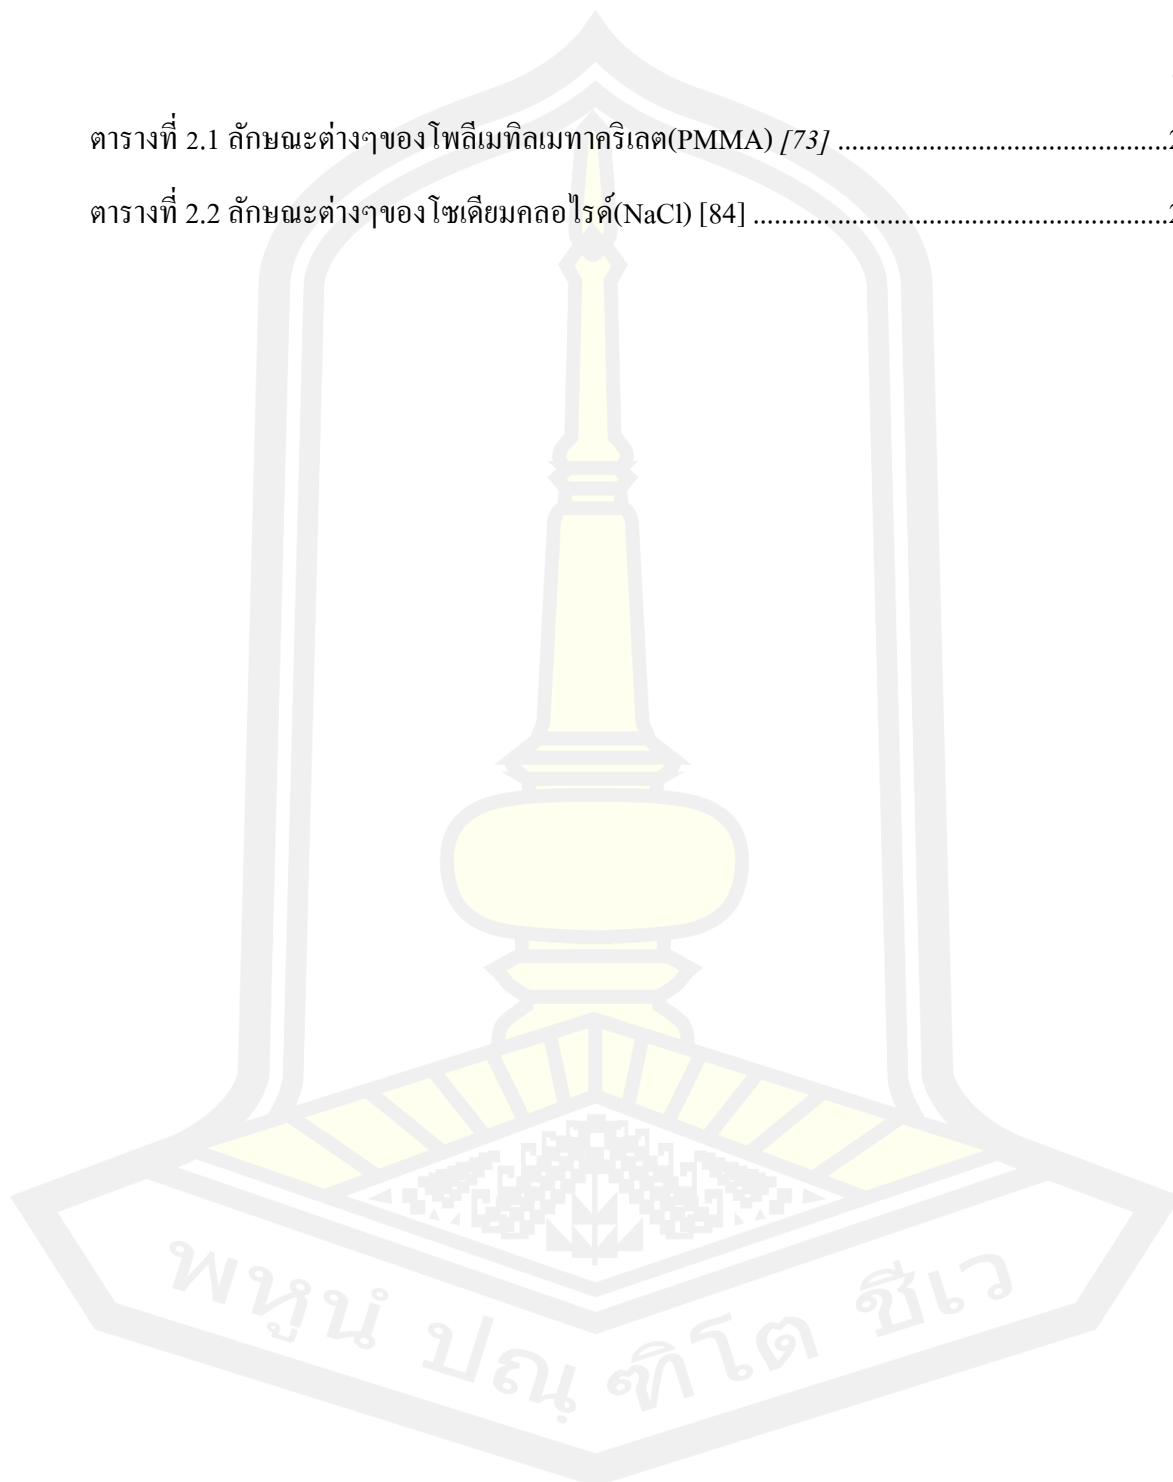 ตารางที่ 2.1 ลักษณะต่างๆของโพลีเมทิลเมทาคริเลต(PMMA) [73] ............................................... 2
ตารางที่ 2.2 ลักษณะต่างๆของโซเดียมคลอไรด์(NaCl) [84] ........................................................... 2
พหูนํ ปณฺฑิโต ชีเว